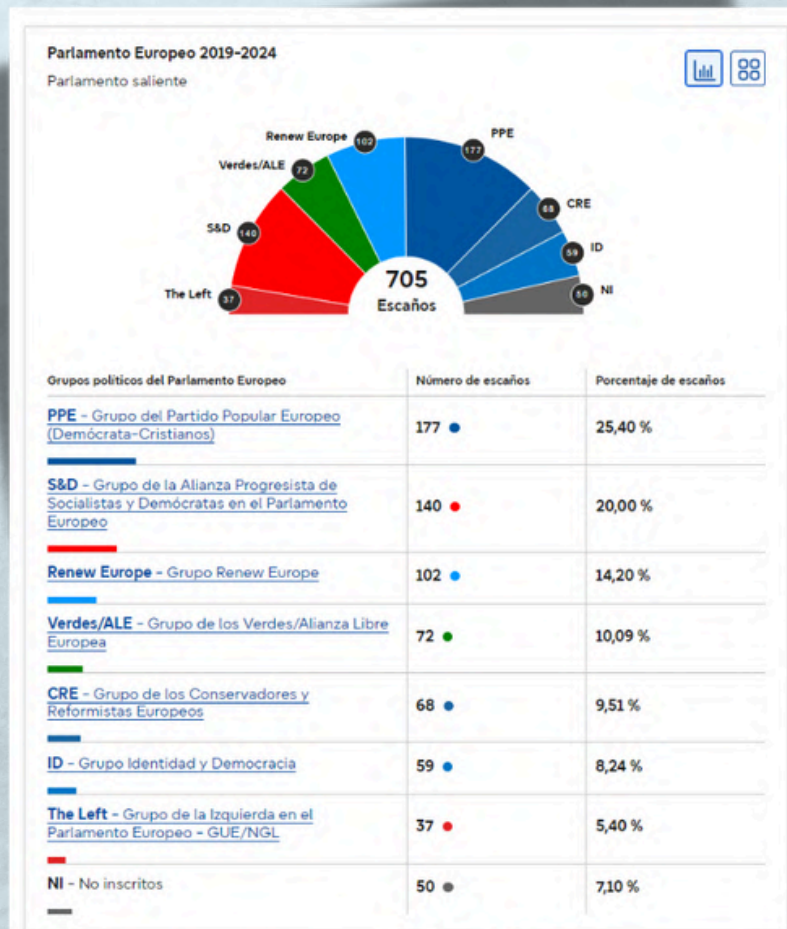 Parlamento Europeo 2019-2024
Parlamento saliente
Renew Europe 102
PPE 177
Verdes/ALE 72
CRE 68
S&D 140
ID 59
The Left 37
NI 50
705
Escaños
Grupos políticos del Parlamento Europeo Número de escaños Porcentaje de escaños
PPE - Grupo del Partido Popular Europeo
(Demócrata-Cristianos)
177 25,40 %
S&D - Grupo de la Alianza Progresista de
Socialistas y Demócratas en el Parlamento
Europeo
140 20,00 %
Renew Europe - Grupo Renew Europe 102 14,20 %
Verdes/ALE - Grupo de los Verdes/Alianza Libre
Europea
72 10,09 %
CRE - Grupo de los Conservadores y
Reformistas Europeos
68 9,51 %
ID - Grupo Identidad y Democracia 59 8,24 %
The Left - Grupo de la Izquierda en el
Parlamento Europeo - GUE/NGL
37 5,40 %
NI - No inscritos 50 7,10 %